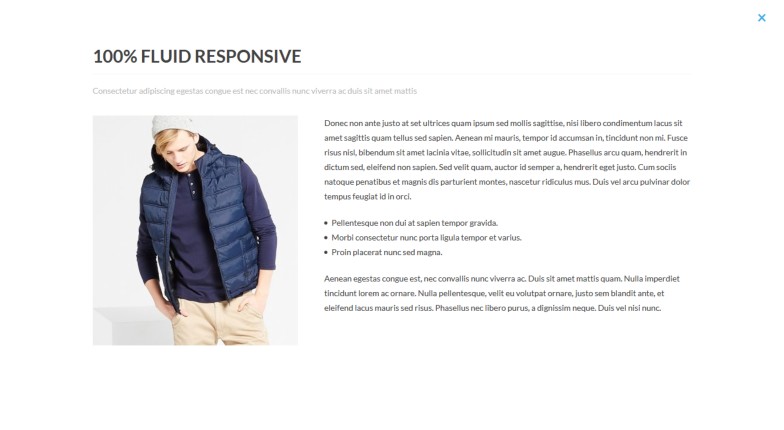 100% FLUID RESPONSIVE
Consectetur adipiscing egestas congue est nec convallis nunc viverra ac duis sit amet mattis
Donec non ante justo at set ultrices quam ipsum sed mollis sagittise, nisi libero condimentum lacus sit
amet sagittis quam tellus sed sapien. Aenean mi mauris, tempor id accumsan in, tincidunt non mi. Fusce
risus nisl, bibendum sit amet lacinia vitae, sollicitudin sit amet augue. Phasellus arcu quam, hendrerit in
dictum sed, eleifend non sapien. Sed velit quam, auctor id semper a, hendrerit eget justo. Cum sociis
natoque penatibus et magnis dis parturient montes, nascetur ridiculus mus. Duis vel arcu pulvinar dolor
tempus feugiat id in orci.
• Pellentesque non dui at sapien tempor gravida.
• Morbi consectetur nunc porta ligula tempor et varius.
• Proin placerat nunc sed magna.
Aenean egestas congue est, nec convallis nunc viverra ac. Duis sit amet mattis quam. Nulla imperdiet
tincidunt lorem ac ornare. Nulla pellentesque, velit eu volutpat ornare, justo sem blandit ante, et
eleifend lacus mauris sed risus. Phasellus nec libero purus, a dignissim neque. Duis vel nisi nunc.